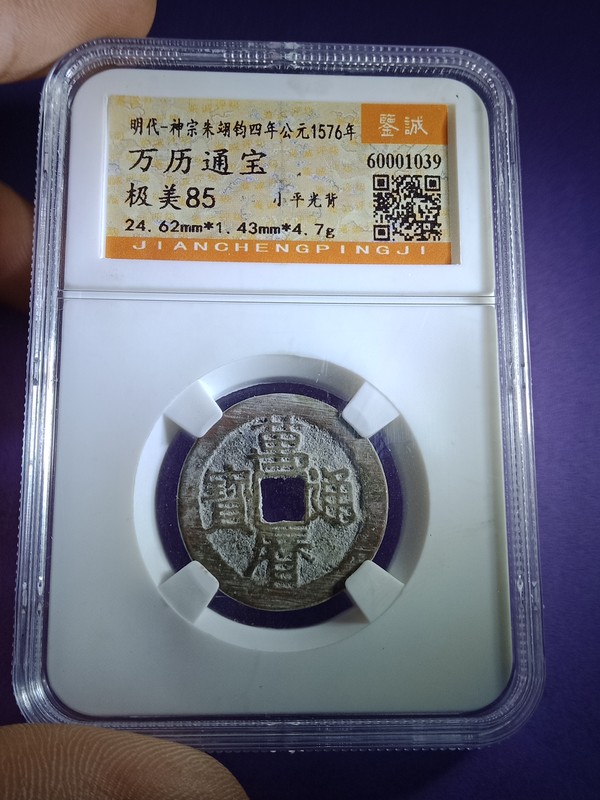 明代-神宗朱翊钧四年公元1576年
鑒誠
万历通宝
60001039
极美85
小平光背
24.62mm*1.43mm*4.7g
JIANCHENGPINGJI
萬曆通寶